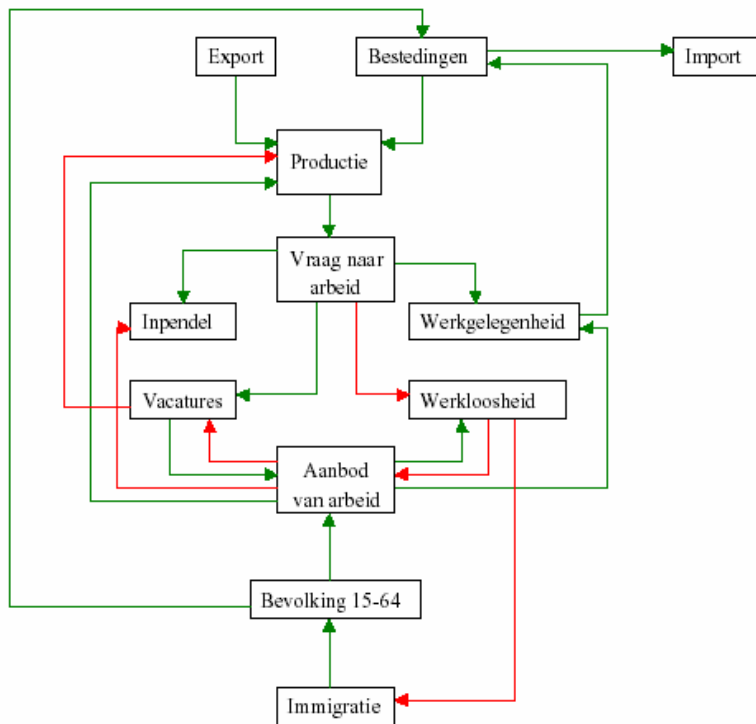 Export
Bestedingen
Import
Productie
Vraag naar
arbeid
Inpendel
Werkgelegenheid
Vacatures
Werkloosheid
Aanbod
van arbeid
Bevolking 15-64
Immigratie